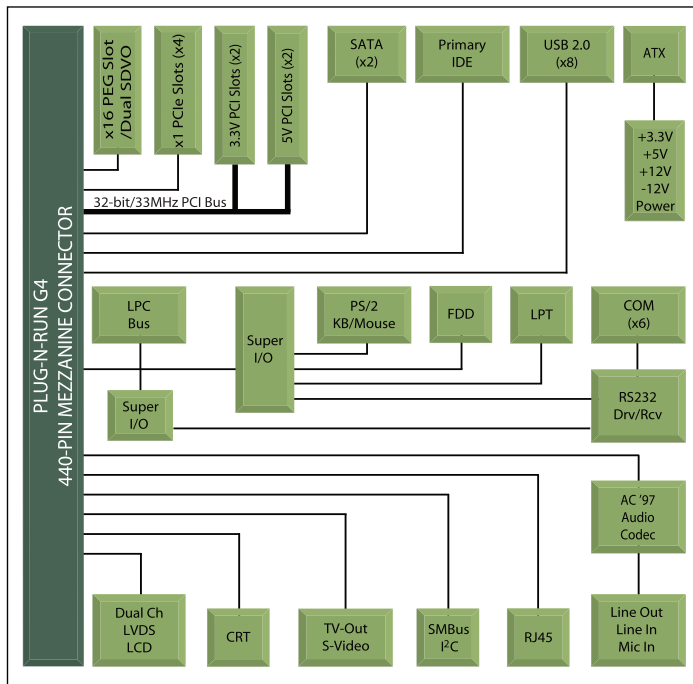 PLUG-N-RUN G4
440-PIN MEZZANINE CONNECTOR
x16 PEG Slot
/Dual SDVO
x1 PCIe Slots (x4)
3.3V PCI Slots (x2)
5V PCI Slots (x2)
SATA
(x2)
Primary
IDE
USB 2.0
(x8)
ATX
+3.3V
+5V
+12V
-12V
Power
32-bit/33MHz PCI Bus
LPC
Bus
Super
I/O
PS/2
KB/Mouse
FDD
LPT
COM
(x6)
Super
I/O
RS232
Drv/Rcv
AC '97
Audio
Codec
Dual Ch
LVDS
LCD
CRT
TV-Out
S-Video
SMBus
I²C
RJ45
Line Out
Line In
Mic In